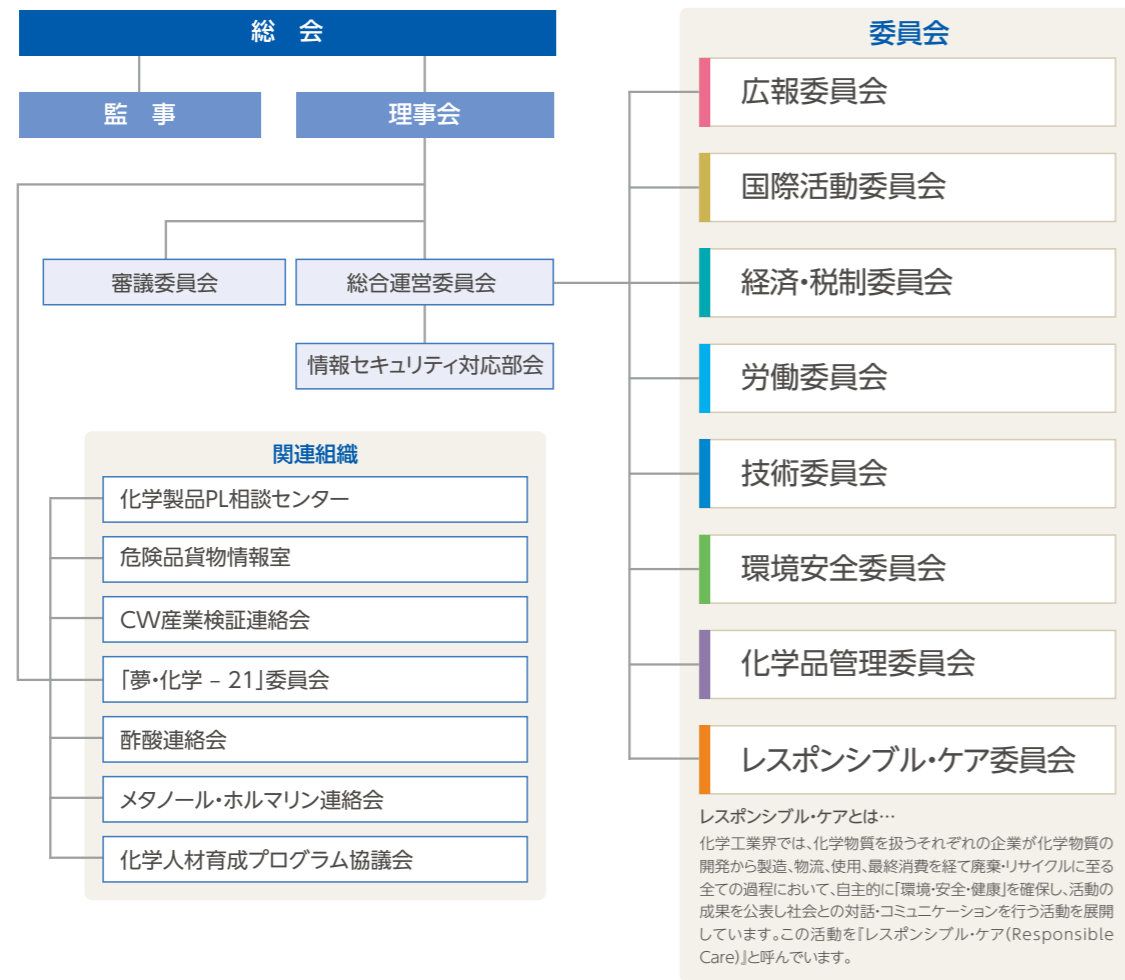 総　会
監　事
理事会
審議委員会
総合運営委員会
情報セキュリティ対応部会
関連組織
化学製品PL相談センター
危険品貨物情報室
CW産業検証連絡会
「夢・化学 – 21」委員会
酢酸連絡会
メタノール・ホルマリン連絡会
化学人材育成プログラム協議会
委員会
広報委員会
国際活動委員会
経済・税制委員会
労働委員会
技術委員会
環境安全委員会
化学品管理委員会
レスポンシブル・ケア委員会
レスポンシブル・ケアとは…
化学工業界では、化学物質を扱うそれぞれの企業が化学物質の
開発から製造、物流、使用、最終消費を経て廃棄・リサイクルに至る
全ての過程において、自主的に「環境・安全・健康」を確保し、活動の
成果を公表し社会との対話・コミュニケーションを行う活動を展開
しています。この活動を『レスポンシブル・ケア(Responsible
Care)』と呼んでいます。